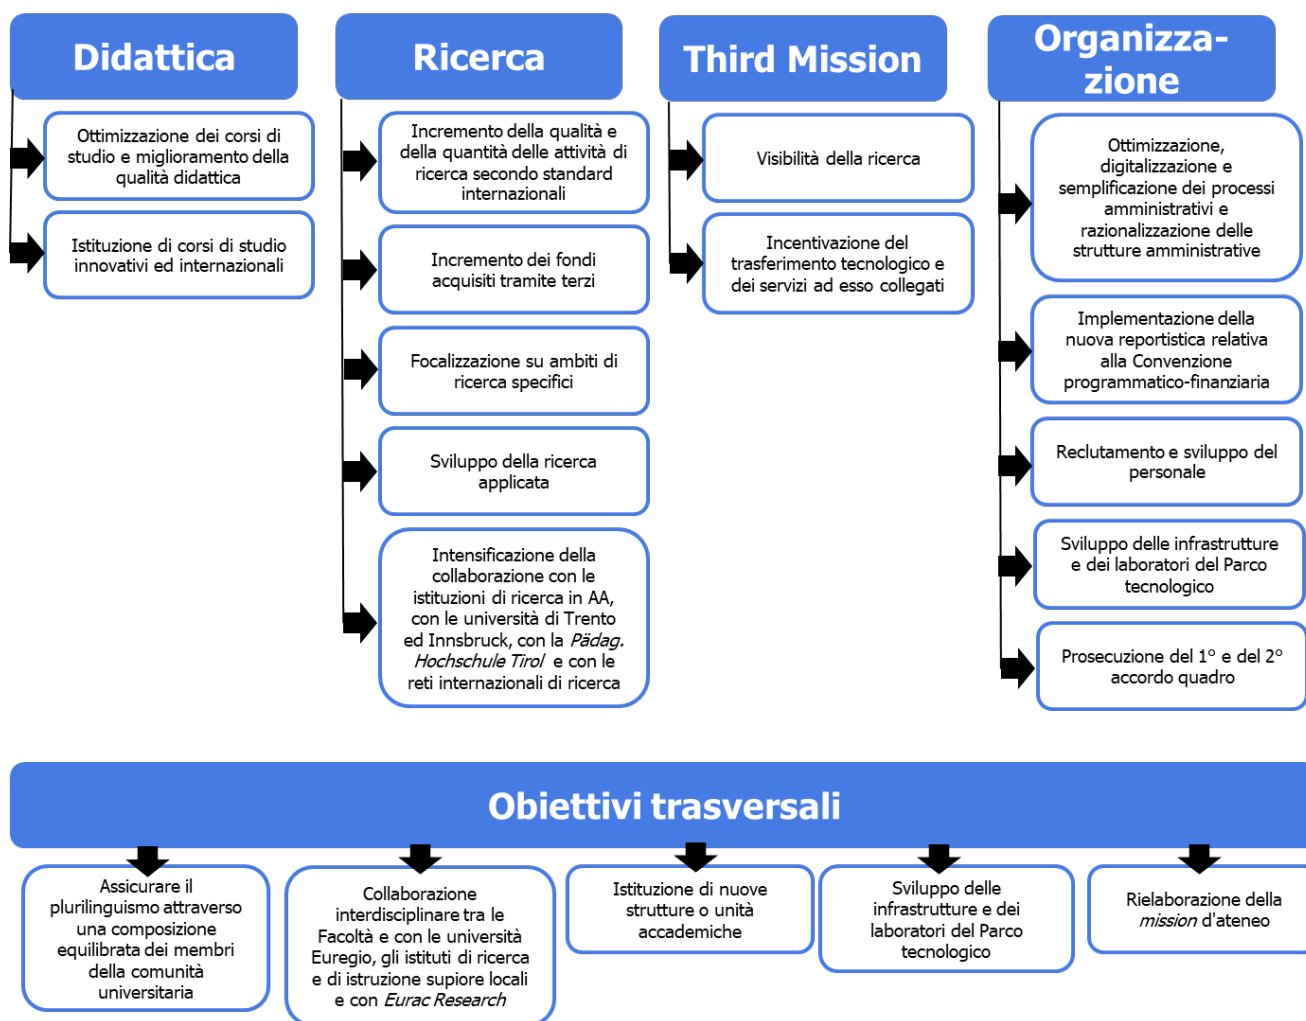 Didattica
Ottimizzazione dei corsi di
studio e miglioramento della
qualità didattica
Istituzione di corsi di studio
innovativi ed internazionali
Ricerca
Incremento della qualità e
della quantità delle attività di
ricerca secondo standard
internazionali
Incremento dei fondi
acquisiti tramite terzi
Focalizzazione su ambiti di
ricerca specifici
Sviluppo della ricerca
applicata
Intensificazione della
collaborazione con le
istituzioni di ricerca in AA,
con le università di Trento
ed Innsbruck, con la Pädag.
Hochschule Tirol e con le
reti internazionali di ricerca
Third Mission
Visibilità della ricerca
Incentivazione del
trasferimento tecnologico e
dei servizi ad esso collegati
Organizza-
zione
Ottimizzazione,
digitalizzazione e
semplificazione dei processi
amministrativi e
razionalizzazione delle
strutture amministrative
Implementazione della
nuova reportistica relativa
alla Convenzione
programmatico-finanziaria
Reclutamento e sviluppo del
personale
Sviluppo delle infrastrutture
e dei laboratori del Parco
tecnologico
Prosecuzione del 1° e del 2°
accordo quadro
Obiettivi trasversali
Assicurare il
plurilinguismo attraverso
una composizione
equilibrata dei membri
della comunità
universitaria
Collaborazione
interdisciplinare tra le
Facoltà e con le università
Euregio, gli istituti di ricerca
e di istruzione supiore locali
e con Eurac Research
Istituzione di nuove
strutture o unità
accademiche
Sviluppo delle
infrastrutture e dei
laboratori del Parco
tecnologico
Rielaborazione della
mission d'ateneo